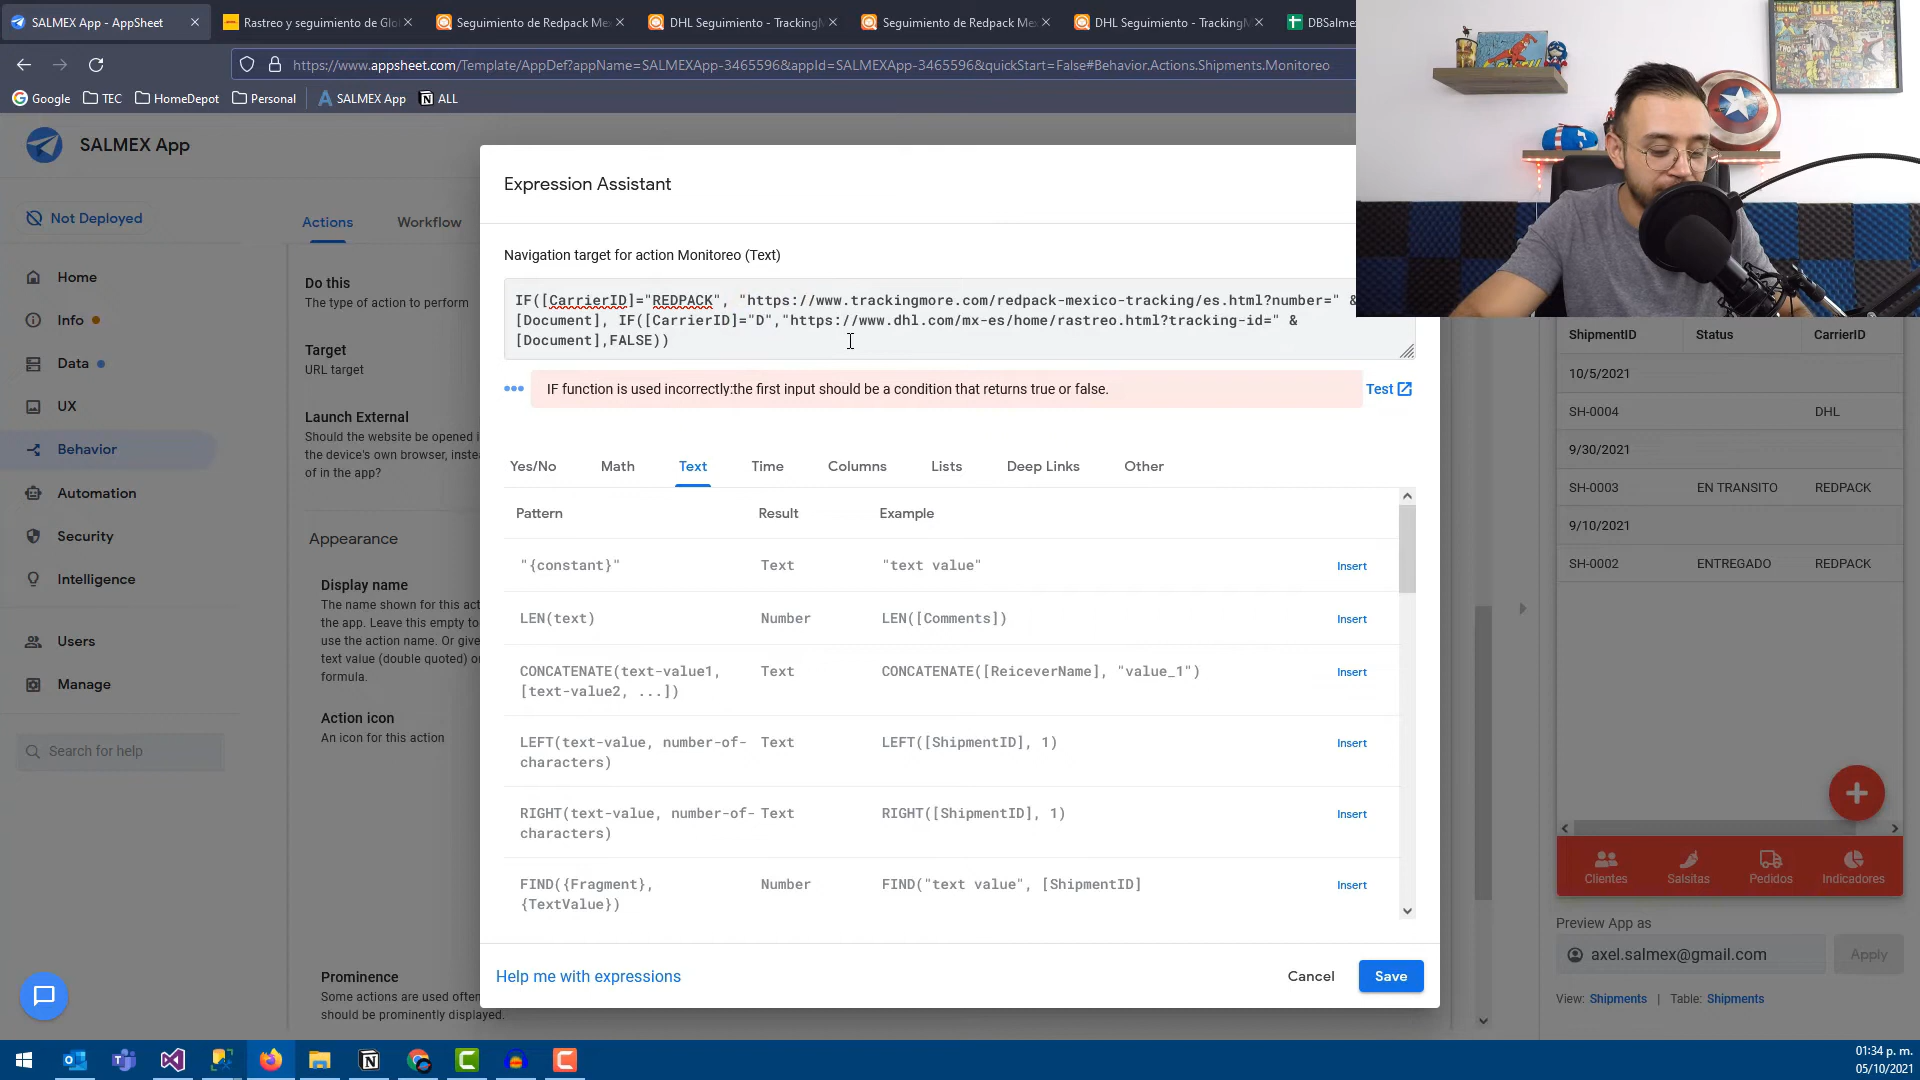 SALMEX App - AppSheet
Rastreo y seguimiento de Glo
Seguimiento de Redpack Me
DHL Seguimiento - TrackingM
Seguimiento de Redpack Me
DHL Seguimiento - TrackingM
DBSalme
https://www.appsheet.com/Template/AppDef?appName=SALMEXApp-3465596&appId=SALMEXApp-3465596&quickStart=False#Behavior.Actions.Shipments.Monitoreo
Google
TEC
HomeDepot
Personal
SALMEX App
ALL
SALMEX App
Not Deployed
Home
Info
Data
UX
Behavior
Automation
Security
Intelligence
Users
Manage
Search for help
Actions
Workflow
Do this
The type of action to perform
Target
URL target
Launch External
Should the website be opened i
the device's own browser, inste
of in the app?
Appearance
Display name
The name shown for this act
the app. Leave this empty to
use the action name. Or give
text value (double quoted) o
formula.
Action icon
An icon for this action
Prominence
Some actions are used ofter
should be prominently displayed.
Expression Assistant
Navigation target for action Monitoreo (Text)
IF([CarrierID]="REDPACK", "https://www.trackingmore.com/redpack-mexico-tracking/es.html?number=" &
[Document], IF([CarrierID]="D","https://www.dhl.com/mx-es/home/rastreo.html?tracking-id=" &
[Document],FALSE))
IF function is used incorrectly:the first input should be a condition that returns true or false.
Test
Yes/No
Math
Text
Time
Columns
Lists
Deep Links
Other
Pattern Result Example
"{constant}" Text "text value" Insert
LEN(text) Number LEN([Comments]) Insert
CONCATENATE(text-value1, Text CONCATENATE([ReiceverName], "value_1") Insert
[text-value2, ...])
LEFT(text-value, number-of- Text LEFT([ShipmentID], 1) Insert
characters)
RIGHT(text-value, number-of- Text RIGHT([ShipmentID], 1) Insert
characters)
FIND({Fragment}, Number FIND("text value", [ShipmentID] Insert
{TextValue})
Help me with expressions
Cancel
Save
ShipmentID Status CarrierID
10/5/2021
SH-0004 DHL
9/30/2021
SH-0003 EN TRANSITO REDPACK
9/10/2021
SH-0002 ENTREGADO REDPACK
Clientes
Salsitas
Pedidos
Indicadores
Preview App as
axel.salmex@gmail.com
Apply
View: Shipments | Table: Shipments
01:34 p. m.
05/10/2021